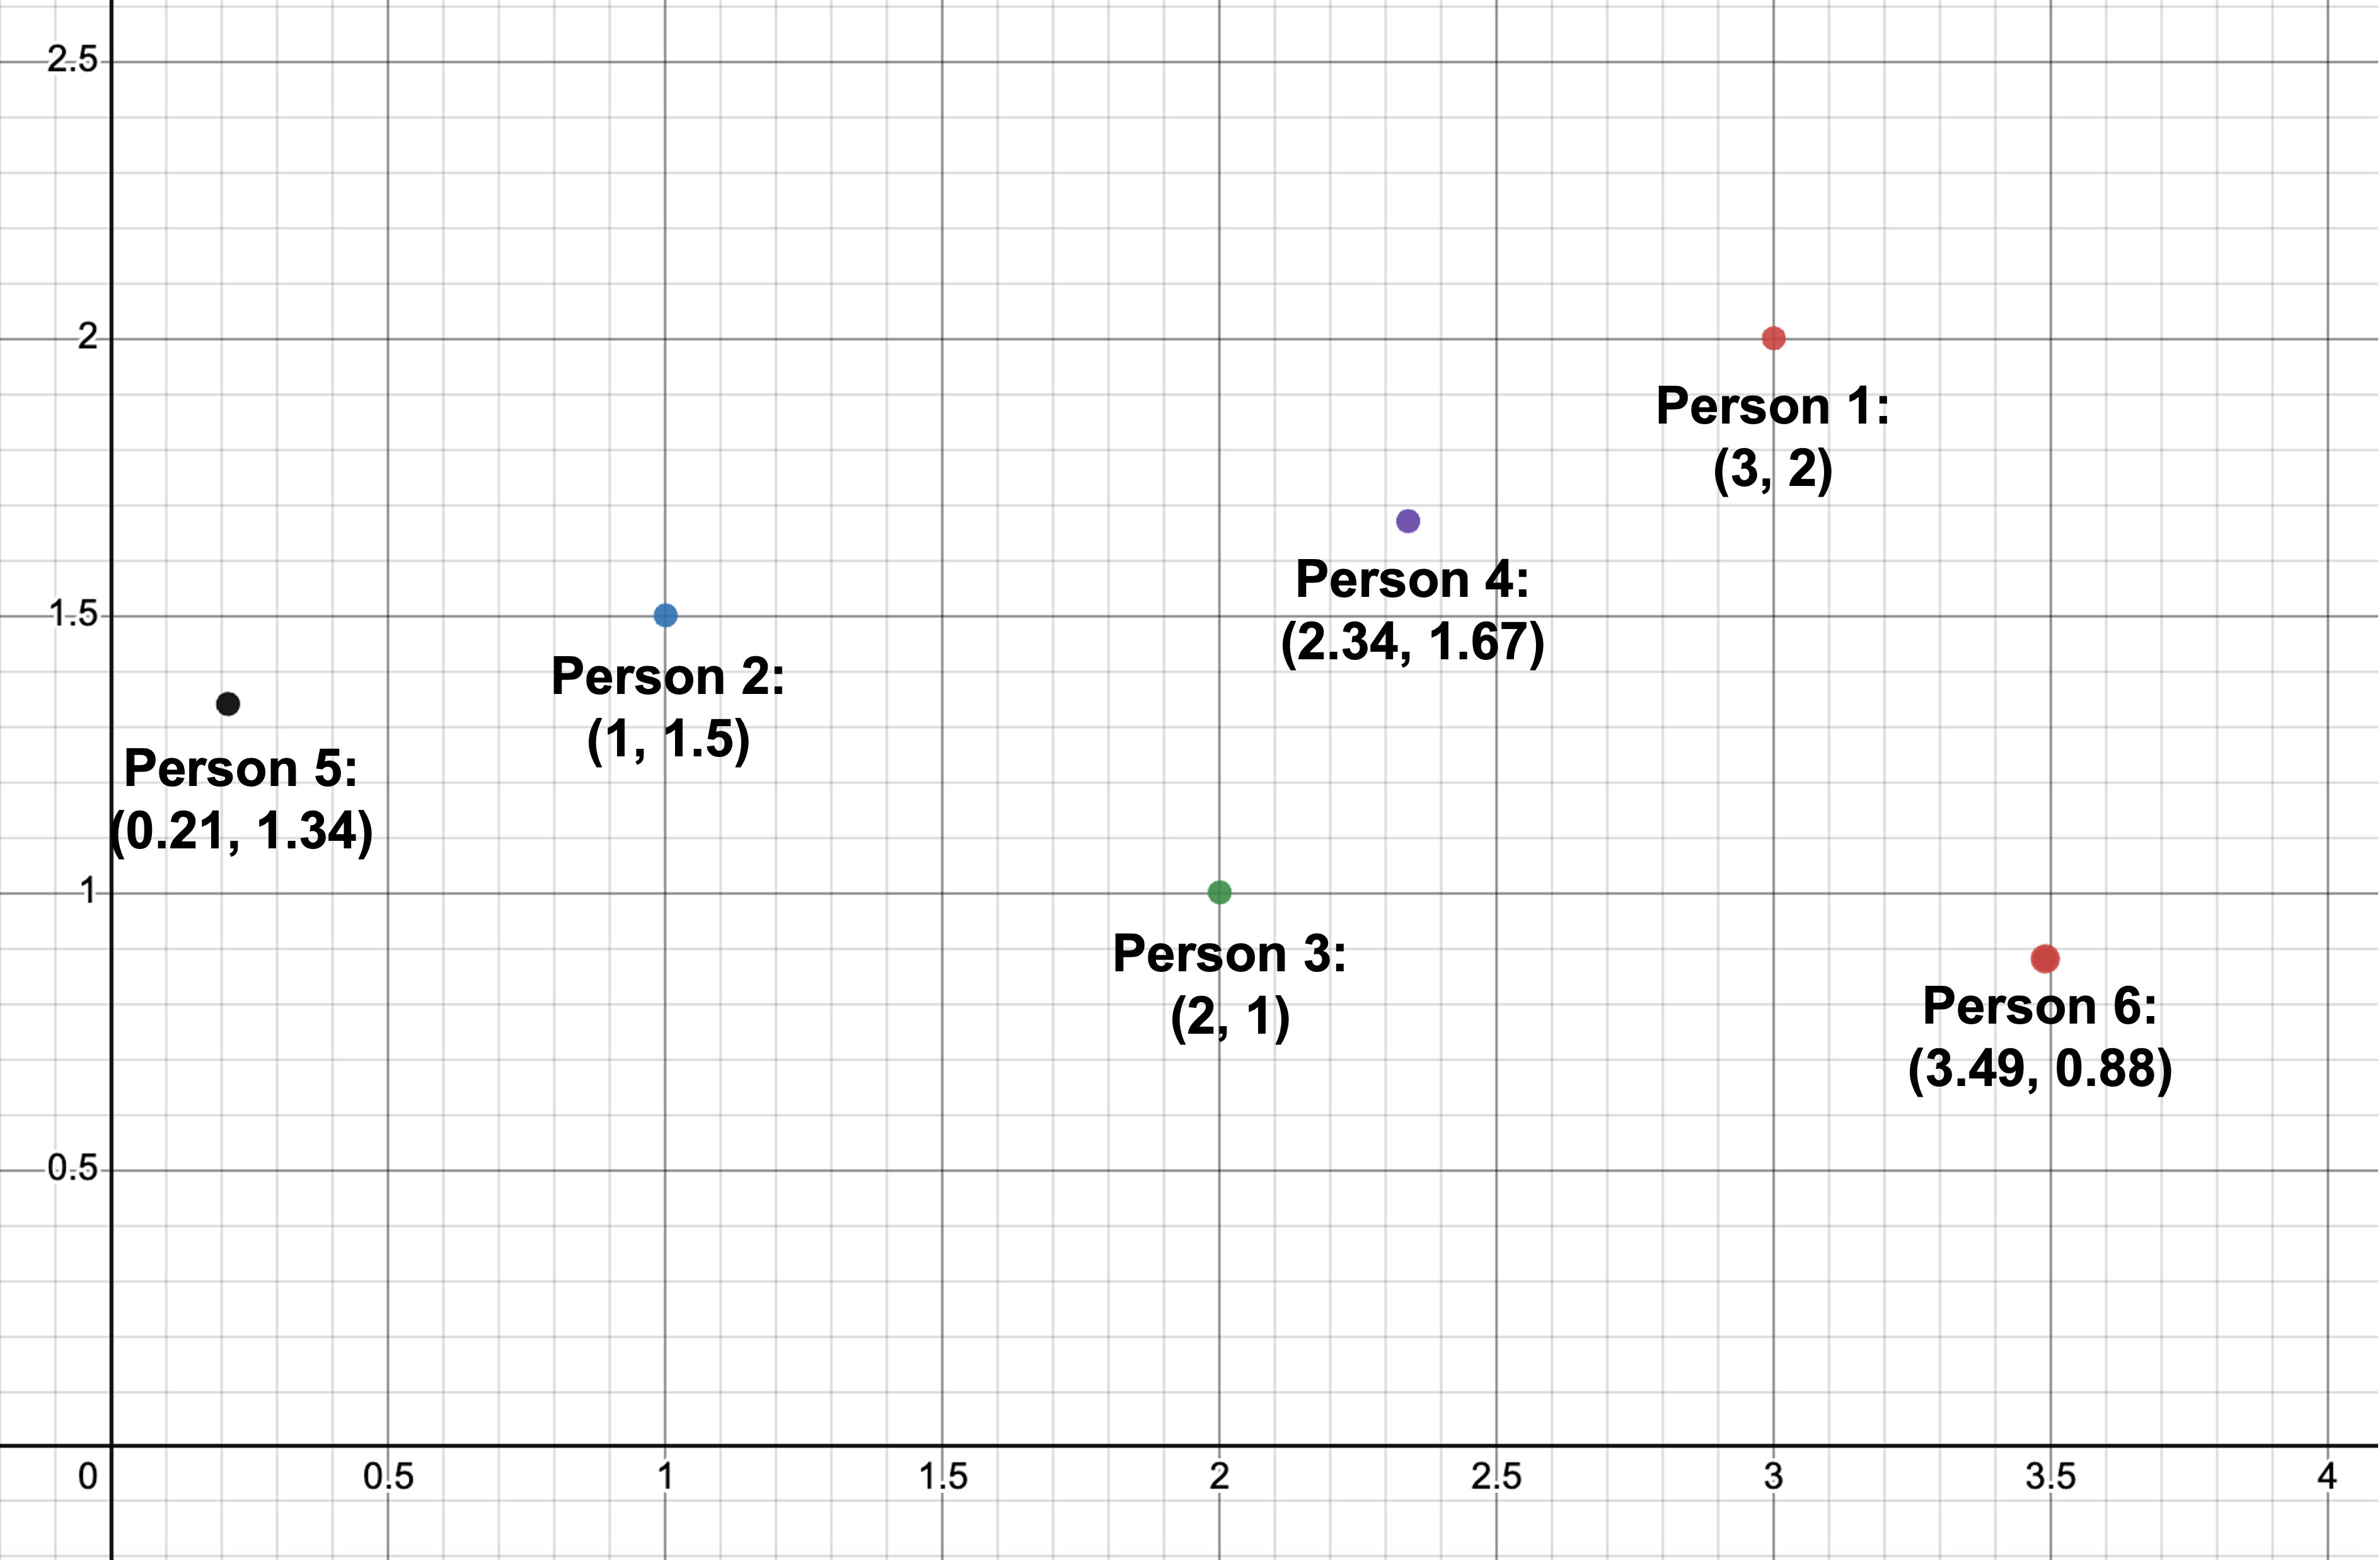 2.5
2
Person 1:
(3, 2)
Person 4:
(2.34, 1.67)
1.5
Person 2:
(1, 1.5)
Person 5:
(0.21, 1.34)
1
Person 3:
(2, 1)
Person 6:
(3.49, 0.88)
0.5
0 0.5 1 1.5 2 2.5 3 3.5 4